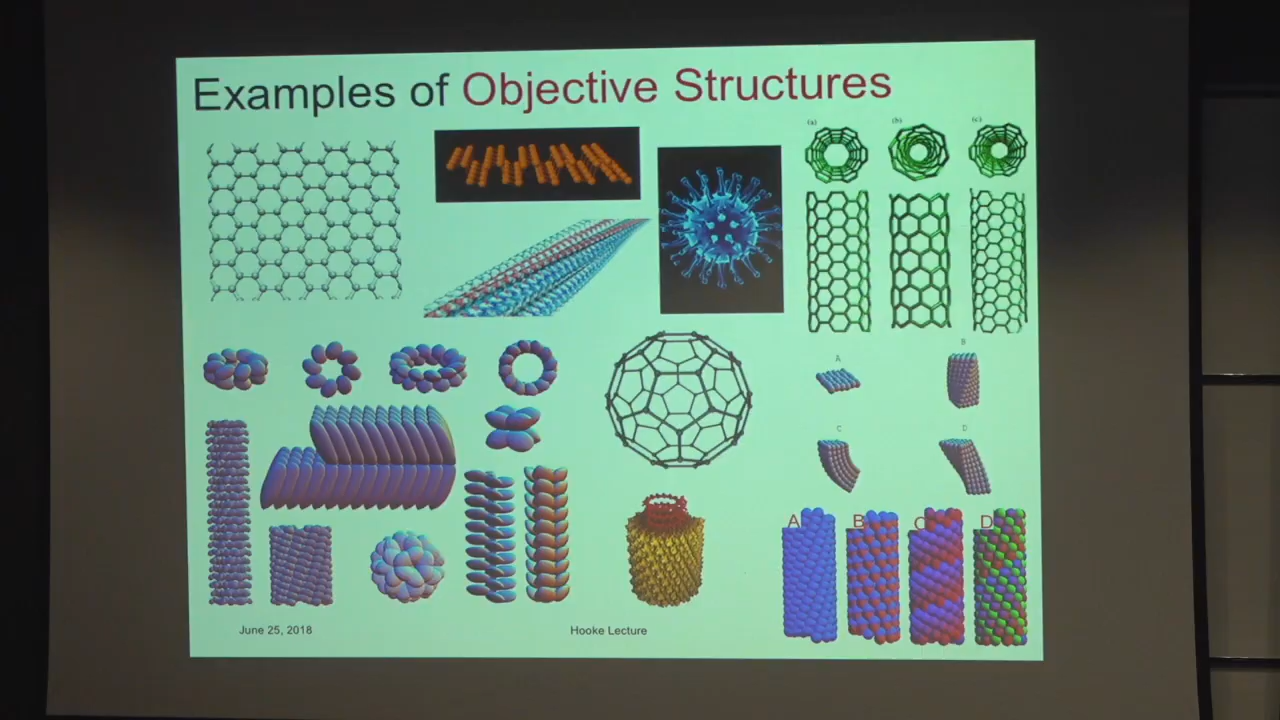 Examples of Objective Structures
(a) (b) (c)
A
B
C
D
A B C D
June 25, 2018
Hooke Lecture